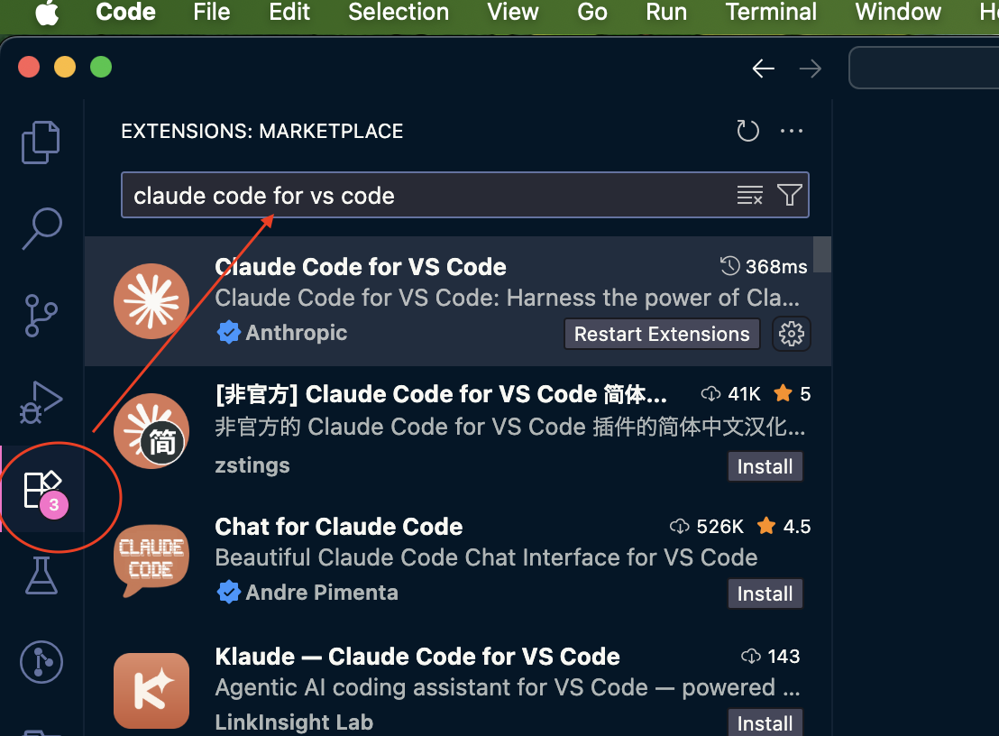 Code File Edit Selection View Go Run Terminal Window
EXTENSIONS: MARKETPLACE
claude code for vs code
Claude Code for VS Code 368ms
Claude Code for VS Code: Harness the power of Cla...
Anthropic Restart Extensions
[非官方] Claude Code for VS Code 简体... 41K 5
简
非官方的 Claude Code for VS Code 插件的简体中文汉化...
zstings Install
3
Chat for Claude Code 526K 4.5
CLAUDE
CODE
Beautiful Claude Code Chat Interface for VS Code
Andre Pimenta Install
Klaude — Claude Code for VS Code 143
K
Agentic AI coding assistant for VS Code — powered ...
LinkInsight Lab Install